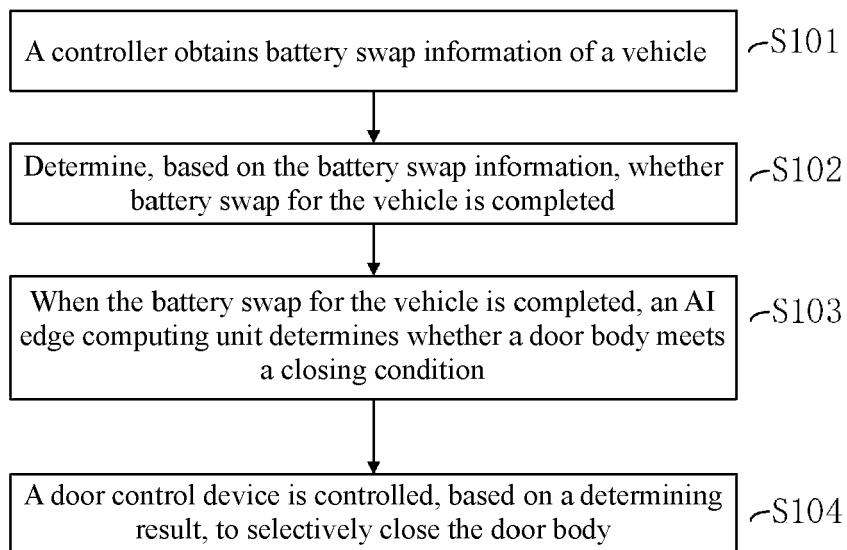 A controller obtains battery swap information of a vehicle
S101
Determine, based on the battery swap information, whether
battery swap for the vehicle is completed
S102
When the battery swap for the vehicle is completed, an AI
edge computing unit determines whether a door body meets
a closing condition
S103
A door control device is controlled, based on a determining
result, to selectively close the door body
S104